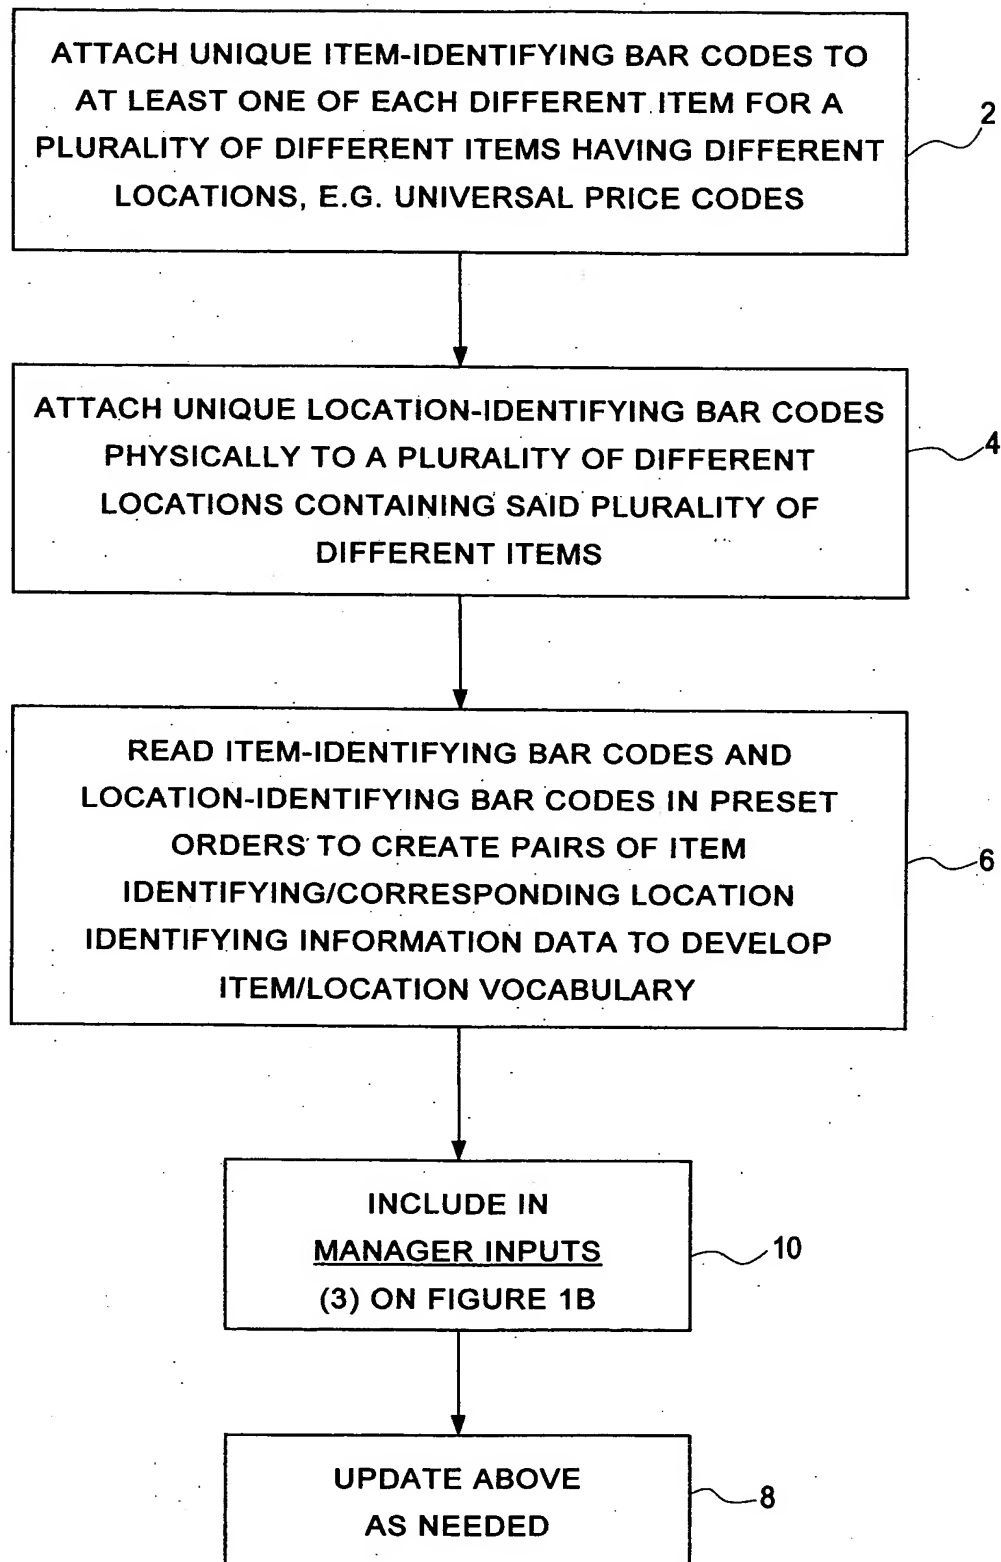 ATTACH UNIQUE ITEM-IDENTIFYING BAR CODES TO
AT LEAST ONE OF EACH DIFFERENT ITEM FOR A
PLURALITY OF DIFFERENT ITEMS HAVING DIFFERENT
LOCATIONS, E.G. UNIVERSAL PRICE CODES
2
ATTACH UNIQUE LOCATION-IDENTIFYING BAR CODES
PHYSICALLY TO A PLURALITY OF DIFFERENT
LOCATIONS CONTAINING SAID PLURALITY OF
DIFFERENT ITEMS
4
READ ITEM-IDENTIFYING BAR CODES AND
LOCATION-IDENTIFYING BAR CODES IN PRESET
ORDERS TO CREATE PAIRS OF ITEM
IDENTIFYING/CORRESPONDING LOCATION
IDENTIFYING INFORMATION DATA TO DEVELOP
ITEM/LOCATION VOCABULARY
6
INCLUDE IN
MANAGER INPUTS
(3) ON FIGURE 1B
10
UPDATE ABOVE
AS NEEDED
8